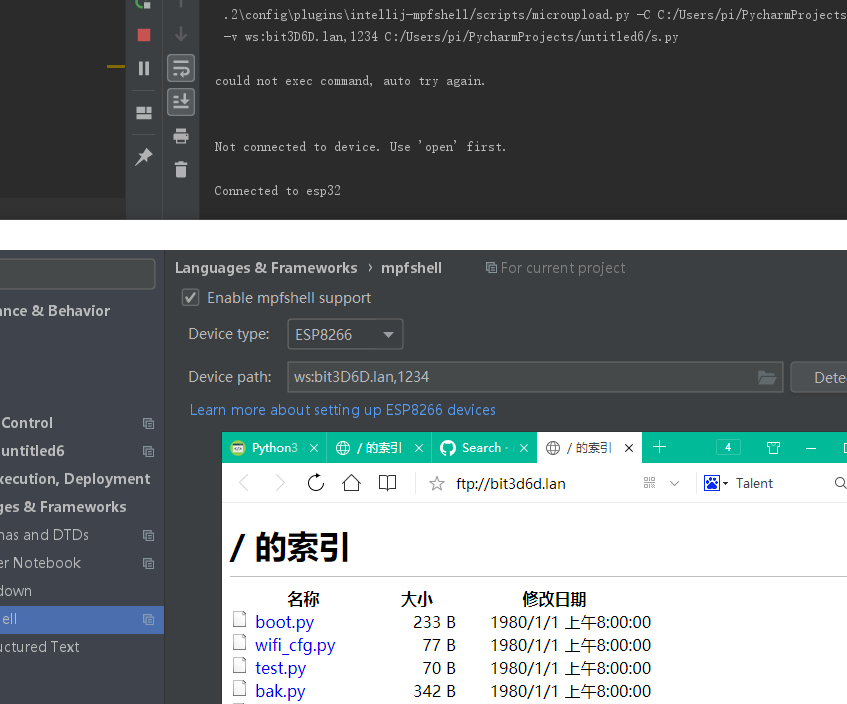 .2\config\plugins\intellij-mpfshell/scripts/microupload.py -C C:/Users/pi/PycharmProjects
-v ws:bit3D6D.lan,1234 C:/Users/pi/PycharmProjects/untitled6/s.py
could not exec command, auto try again.
Not connected to device. Use 'open' first.
Connected to esp32
Languages & Frameworks › mpfshell For current project
ance & Behavior
Enable mpfshell support
Device type: ESP8266
Device path: ws:bit3D6D.lan,1234 Dete
Learn more about setting up ESP8266 devices
Control
untitled6
xecution, Deployment
ges & Frameworks
nas and DTDs
er Notebook
down
ell
uctured Text
Python3 / 的索引 Search · / 的索引 4
ftp://bit3d6d.lan Talent
/ 的索引
名称 大小 修改日期
boot.py 233 B 1980/1/1 上午8:00:00
wifi_cfg.py 77 B 1980/1/1 上午8:00:00
test.py 70 B 1980/1/1 上午8:00:00
bak.py 342 B 1980/1/1 上午8:00:00